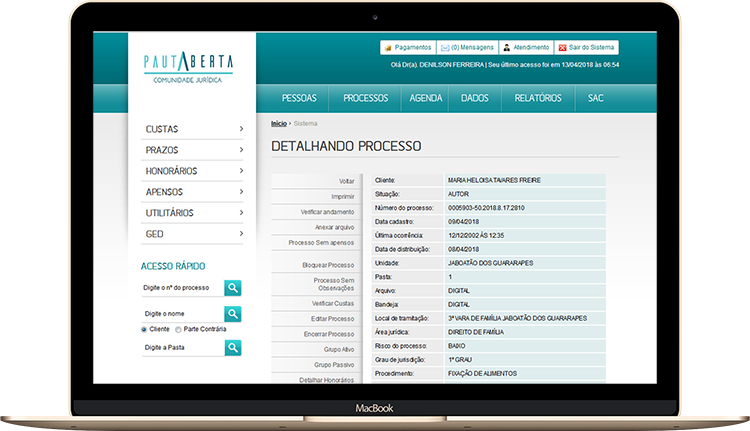 PAUTABERTA
COMUNIDADE JURÍDICA
Pagamentos
(0) Mensagens
Atendimento
Sair do Sistema
Olá Dr(a). DENILSON FERREIRA | Seu último acesso foi em 13/04/2018 às 06:54
PESSOAS
PROCESSOS
AGENDA
DADOS
RELATÓRIOS
SAC
CUSTAS
PRAZOS
HONORÁRIOS
APENSOS
UTILITÁRIOS
GED
ACESSO RÁPIDO
Digite o nº do processo
Digite o nome
Cliente Parte Contrária
Digite a Pasta
Inicio › Sistema
DETALHANDO PROCESSO
Voltar
Imprimir
Verificar andamento
Anexar arquivo
Processo Sem apensos
Bloquear Processo
Processo Sem
Observações
Verificar Custas
Editar Processo
Encerrar Processo
Grupo Ativo
Grupo Passivo
Detalhar Honorários
Cliente: MARIA HELOISA TAVARES FREIRE
Situação: AUTOR
Número do processo: 0005903-50.2018.8.17.2810
Data cadastro: 09/04/2018
Última ocorrência: 12/12/2002 ÁS 12:35
Data de distribuição: 08/04/2018
Unidade: JABOATÃO DOS GUARARAPES
Pasta: 1
Arquivo: DIGITAL
Bandeja: DIGITAL
Local de tramitação: 3ª VARA DE FAMÍLIA JABOATÃO DOS GUARARAPES
Área jurídica: DIREITO DE FAMÍLIA
Risco do processo: BAIXO
Grau de jurisdição: 1º GRAU
Procedimento: FIXAÇÃO DE ALIMENTOS
MacBook